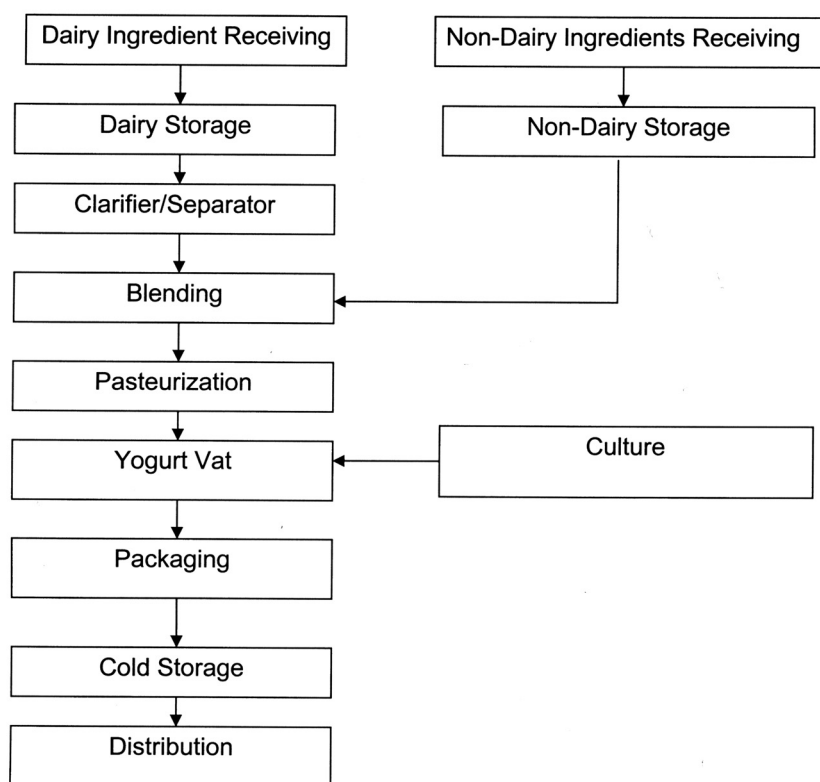 Dairy Ingredient Receiving
Non-Dairy Ingredients Receiving
Dairy Storage
Non-Dairy Storage
Clarifier/Separator
Blending
Pasteurization
Yogurt Vat
Culture
Packaging
Cold Storage
Distribution